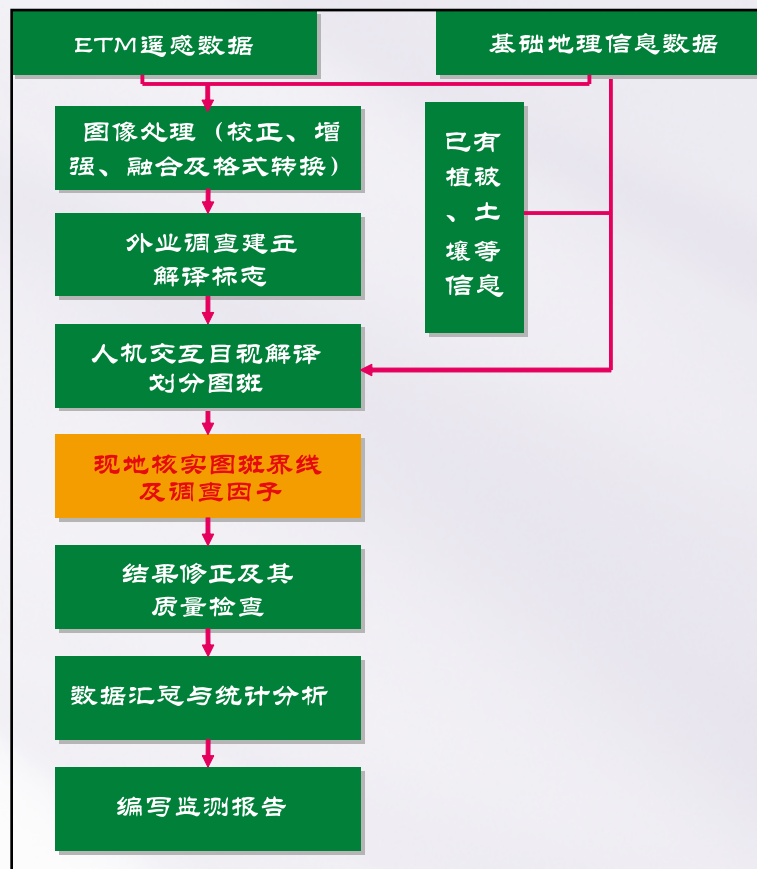 ETM遥感数据
基础地理信息数据
图像处理（校正、增
强、融合及格式转换）
已有
植被
、土
壤等
信息
外业调查建立
解译标志
人机交互目视解译
划分图班
现地核实图班界线
及调查因子
结果修正及其
质量检查
数据汇总与统计分析
编写监测报告